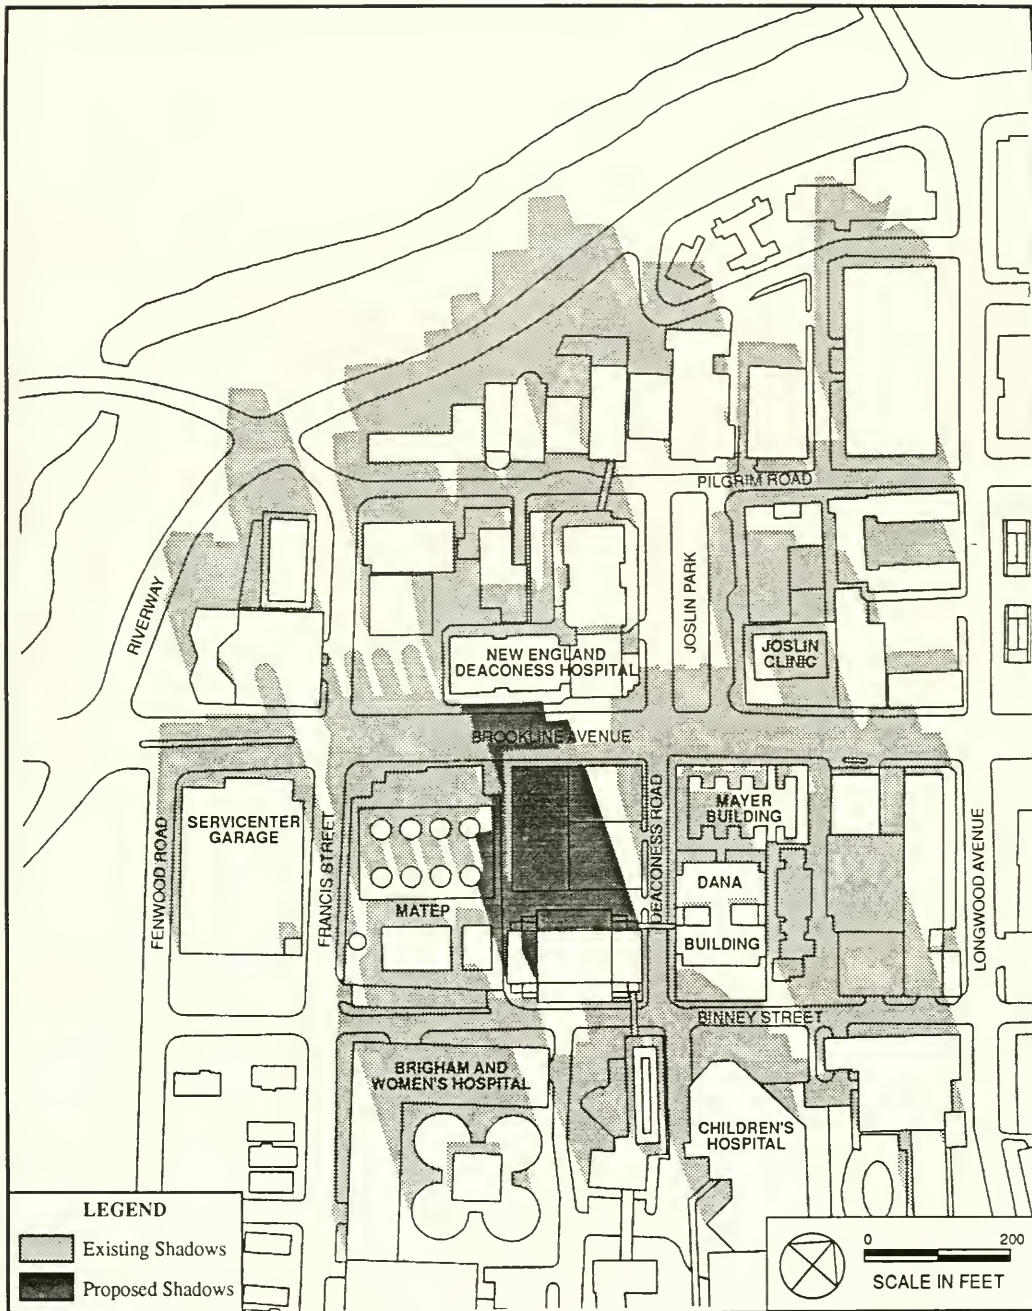 PILGRIM ROAD
RIVERWAY
JOSLIN PARK
NEW ENGLAND
DEACONESS HOSPITAL
JOSLIN
CLINIC
BROOKLINE AVENUE
FENWOOD ROAD
SERVICENTER
GARAGE
FRANCIS STREET
MATEP
DEACONESS ROAD
MAYER
BUILDING
DANA
BUILDING
LONGWOOD AVENUE
BINNEY STREET
BRIGHAM AND
WOMEN'S HOSPITAL
CHILDREN'S
HOSPITAL
LEGEND
Existing Shadows
Proposed Shadows
0 200
SCALE IN FEET